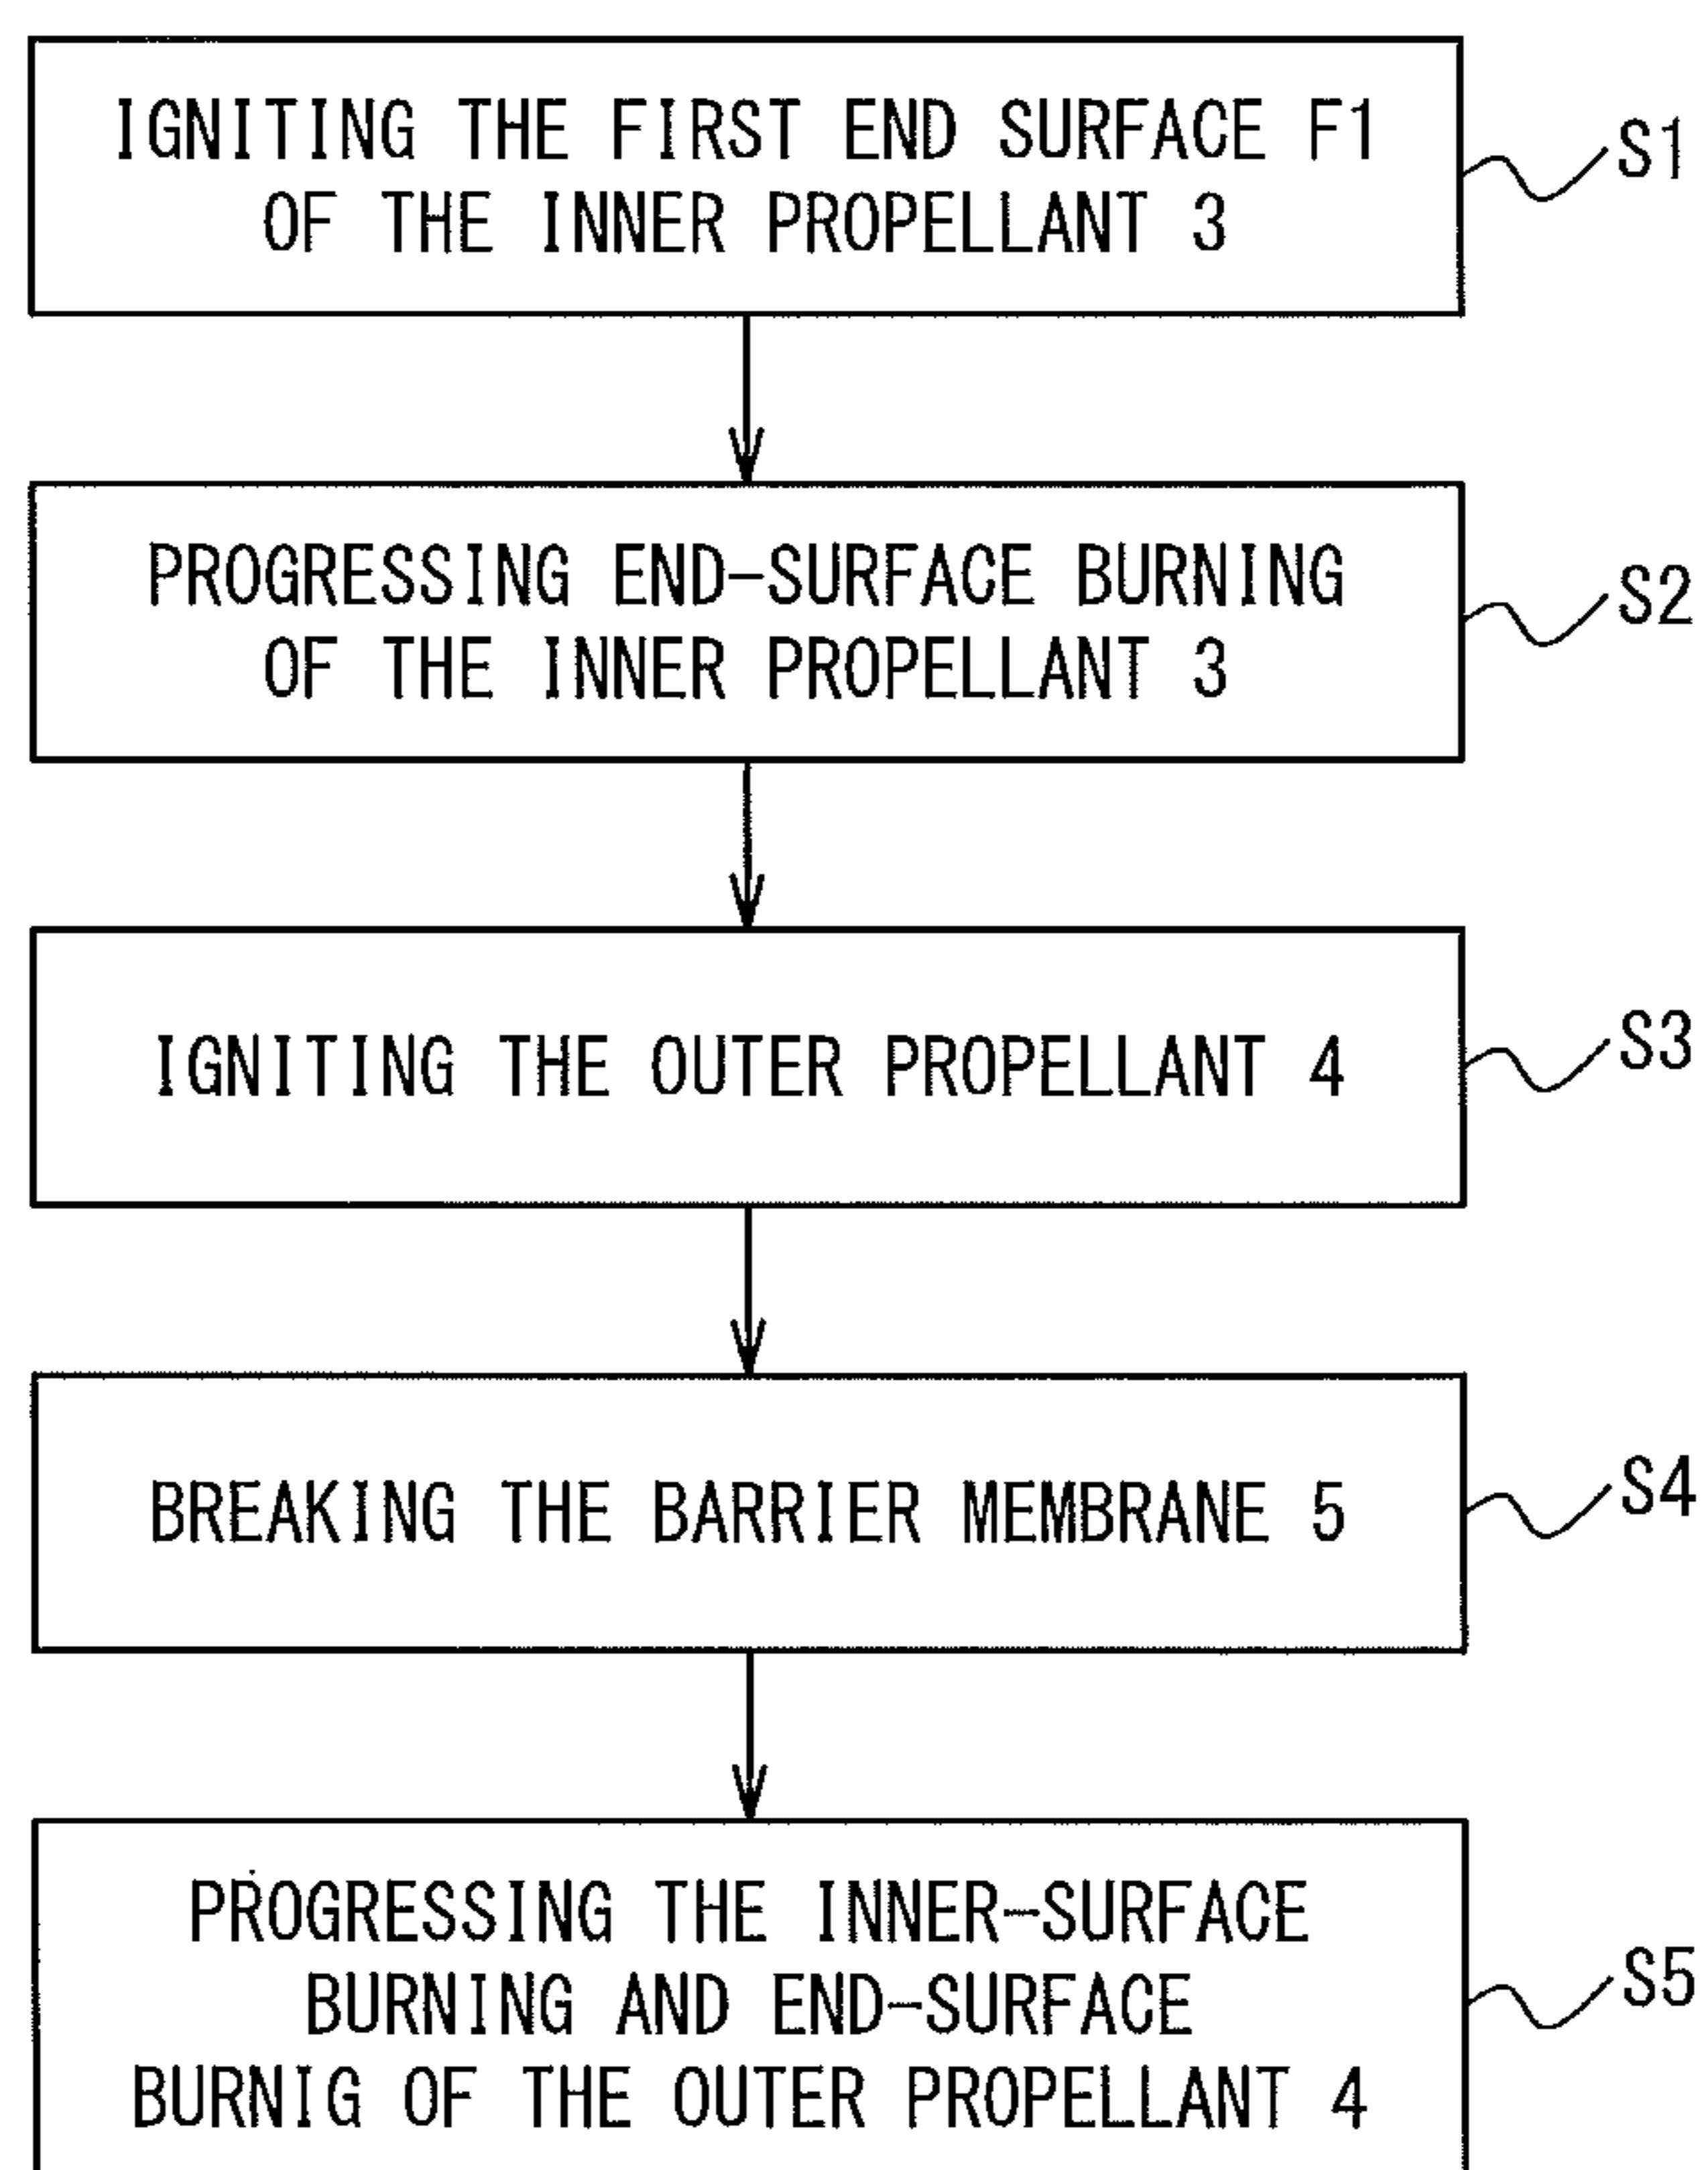 IGNITING THE FIRST END SURFACE F1
OF THE INNER PROPELLANT 3
S1
PROGRESSING END-SURFACE BURNING
OF THE INNER PROPELLANT 3
S2
IGNITING THE OUTER PROPELLANT 4
S3
BREAKING THE BARRIER MEMBRANE 5
S4
PROGRESSING THE INNER-SURFACE
BURNING AND END-SURFACE
BURNIG OF THE OUTER PROPELLANT 4
S5